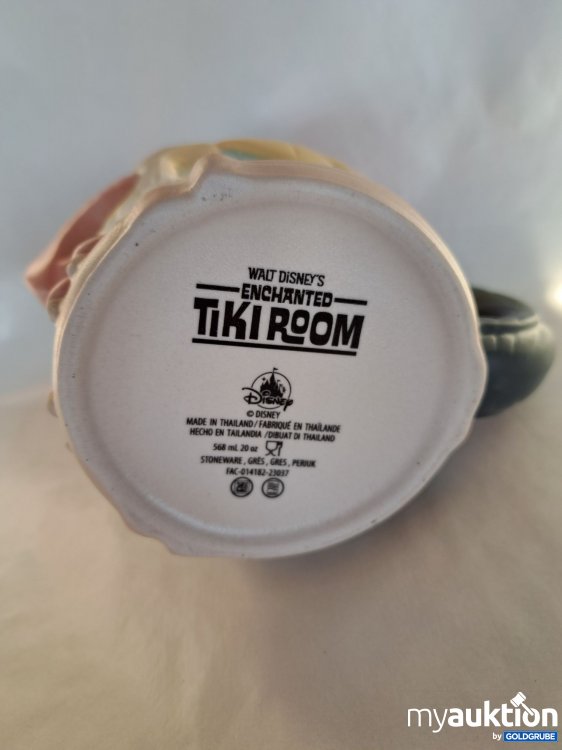 WALT DiSNEY'S
ENCHANTED
TiKi ROOM
Disney
© DISNEY
MADE IN THAILAND / FABRIQUÉ EN THAÏLANDE
HECHO EN TAILANDIA / DIBUAT DI THAILAND
568 mL 20 oz
STONEWARE , GRÈS , GRES , PERIUK
FAC-014182-23037
myauktion
by GOLDGRUBE